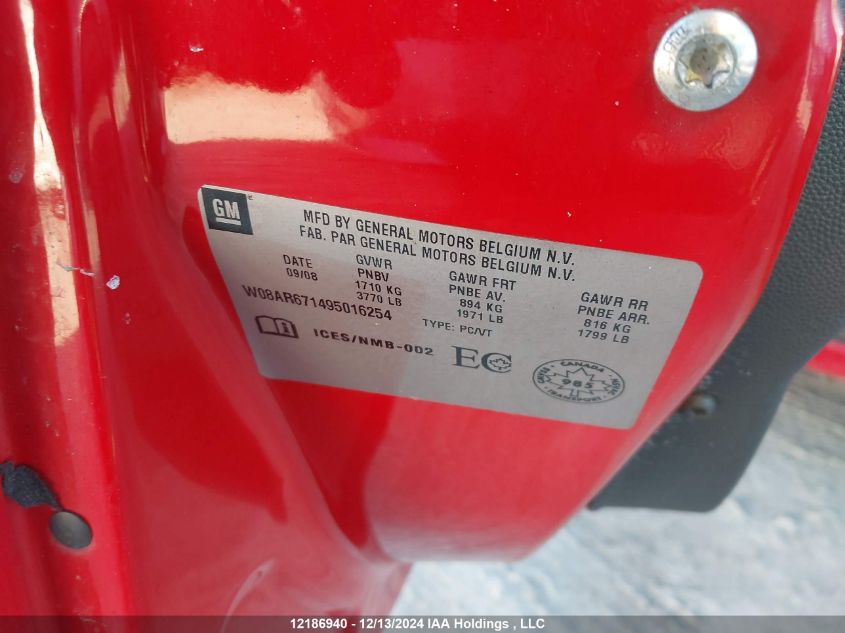 GM
MFD BY GENERAL MOTORS BELGIUM N.V.
FAB. PAR GENERAL MOTORS BELGIUM N.V.
DATE
09/08
GVWR
PNBV
1710 KG
3770 LB
GAWR FRT
PNBE AV.
894 KG
1971 LB
GAWR RR
PNBE ARR.
816 KG
1799 LB
W08AR671495016254
TYPE: PC/VT
ICES/NMB-002
EC
CANADA
985
TRANSPORT
12186940 - 12/13/2024 IAA Holdings , LLC